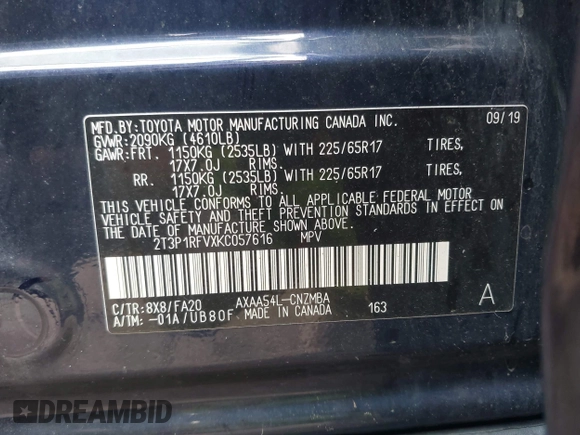 MFD.BY:TOYOTA MOTOR MANUFACTURING CANADA INC. 09/19
GVWR:2090KG (4610LB)
GAWR:FRT. 1150KG (2535LB) WITH 225/65R17 TIRES,
17X7.0J RIMS.
RR. 1150KG (2535LB) WITH 225/65R17 TIRES,
17X7.0J RIMS.
THIS VEHICLE CONFORMS TO ALL APPLICABLE FEDERAL MOTOR
VEHICLE SAFETY AND THEFT PREVENTION STANDARDS IN EFFECT
ON THE DATE OF MANUFACTURE SHOWN ABOVE.
2T3P1RFVXKC057616 MPV
C/TR:8X8/FA20 AXAA54L-CNZMBA A
A/TM:-01A/UB80F MADE IN CANADA 163
DREAMBID